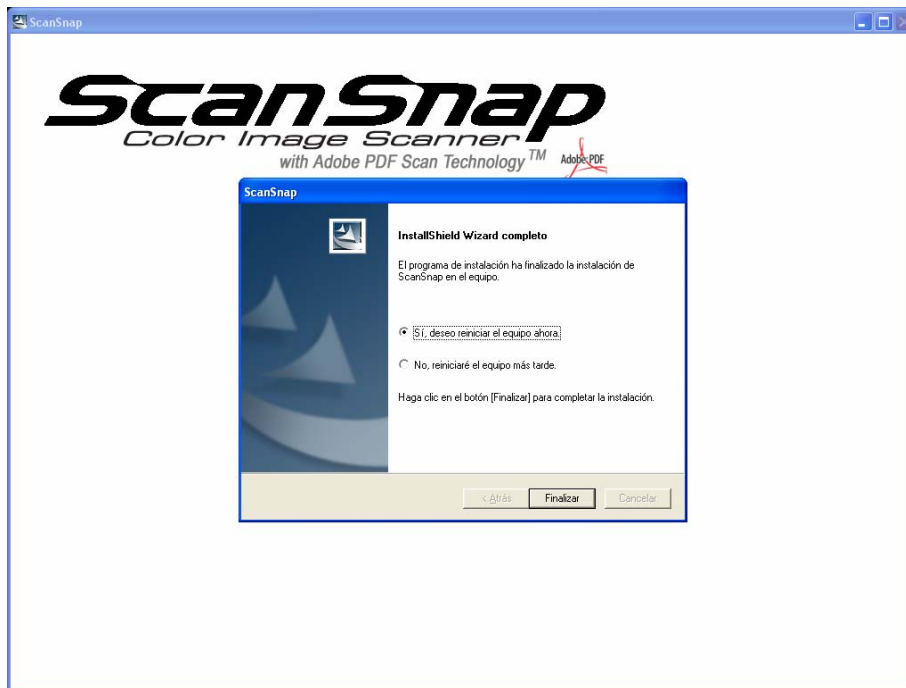 ScanSnap
ScanSnap
Color Image Scanner
with Adobe PDF Scan Technology TM
Adobe PDF
ScanSnap
InstallShield Wizard completo
El programa de instalación ha finalizado la instalación de
ScanSnap en el equipo.
Sí, deseo reiniciar el equipo ahora.
No, reiniciaré el equipo más tarde.
Haga clic en el botón [Finalizar] para completar la instalación.
< Atrás Finalizar Cancelar